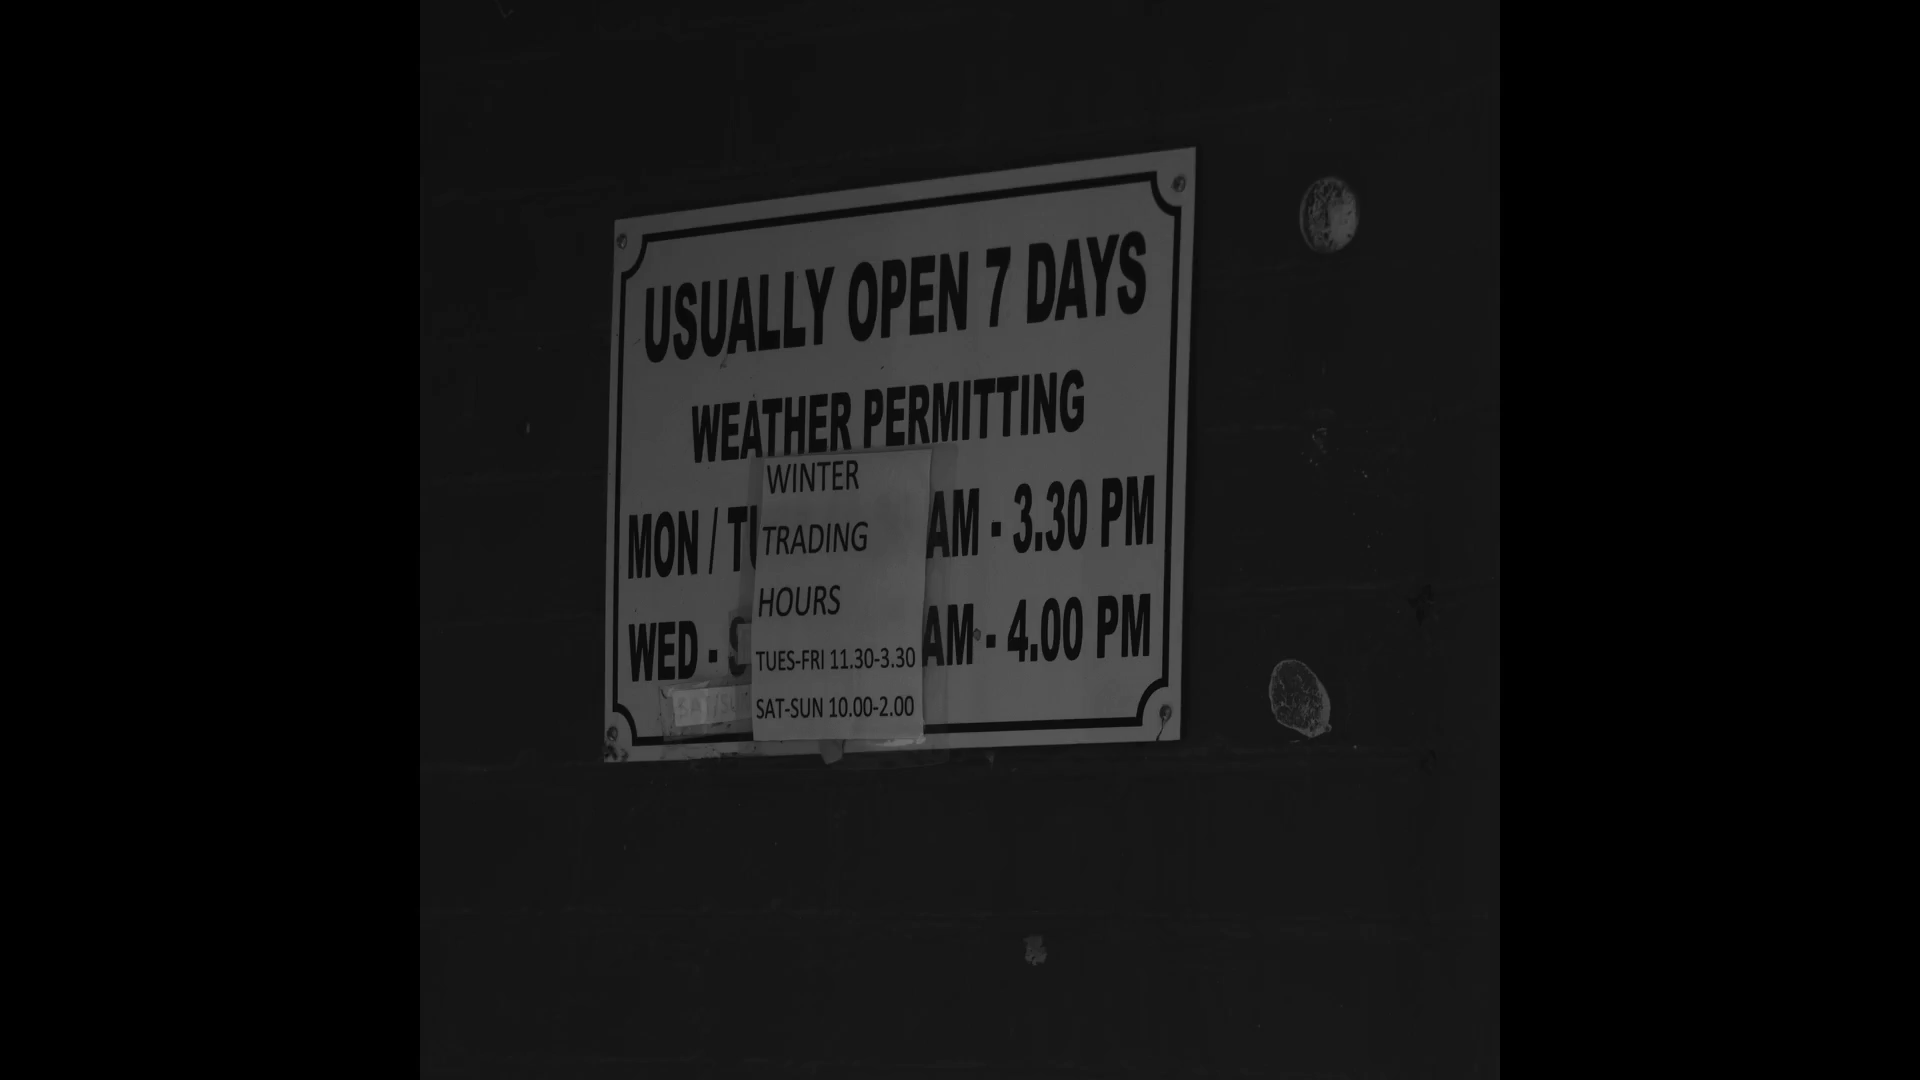 USUALLY OPEN 7 DAYS
WEATHER PERMITTING
MON / AM - 3.30 PM
WED - AM - 4.00 PM
WINTER
TRADING
HOURS
TUES-FRI 11.30-3.30
SAT-SUN 10.00-2.00